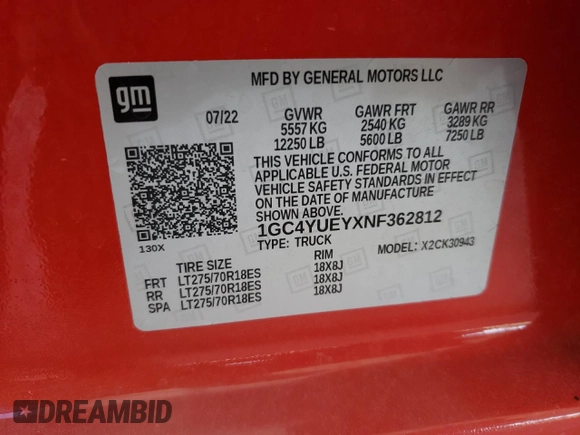 gm
MFD BY GENERAL MOTORS LLC
07/22 GVWR GAWR FRT GAWR RR
5557 KG 2540 KG 3289 KG
12250 LB 5600 LB 7250 LB
THIS VEHICLE CONFORMS TO ALL
APPLICABLE U.S. FEDERAL MOTOR
VEHICLE SAFETY STANDARDS IN EFFECT
ON THE DATE OF MANUFACTURE
SHOWN ABOVE.
1GC4YUEYXNF362812
130X
TYPE: TRUCK MODEL: X2CK30943
TIRE SIZE RIM
FRT LT275/70R18ES 18X8J
RR LT275/70R18ES 18X8J
SPA LT275/70R18ES 18X8J
DREAMBID